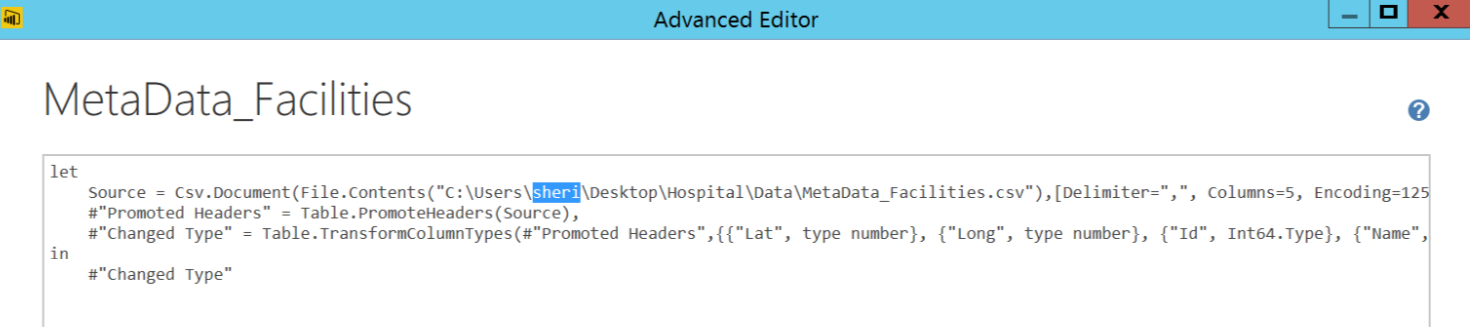 Advanced Editor
MetaData_Facilities
let
    Source = Csv.Document(File.Contents("C:\Users\sheri\Desktop\Hospital\Data\MetaData_Facilities.csv"),[Delimiter=",", Columns=5, Encoding=125
    #"Promoted Headers" = Table.PromoteHeaders(Source),
    #"Changed Type" = Table.TransformColumnTypes(#"Promoted Headers",{{"Lat", type number}, {"Long", type number}, {"Id", Int64.Type}, {"Name",
in
    #"Changed Type"